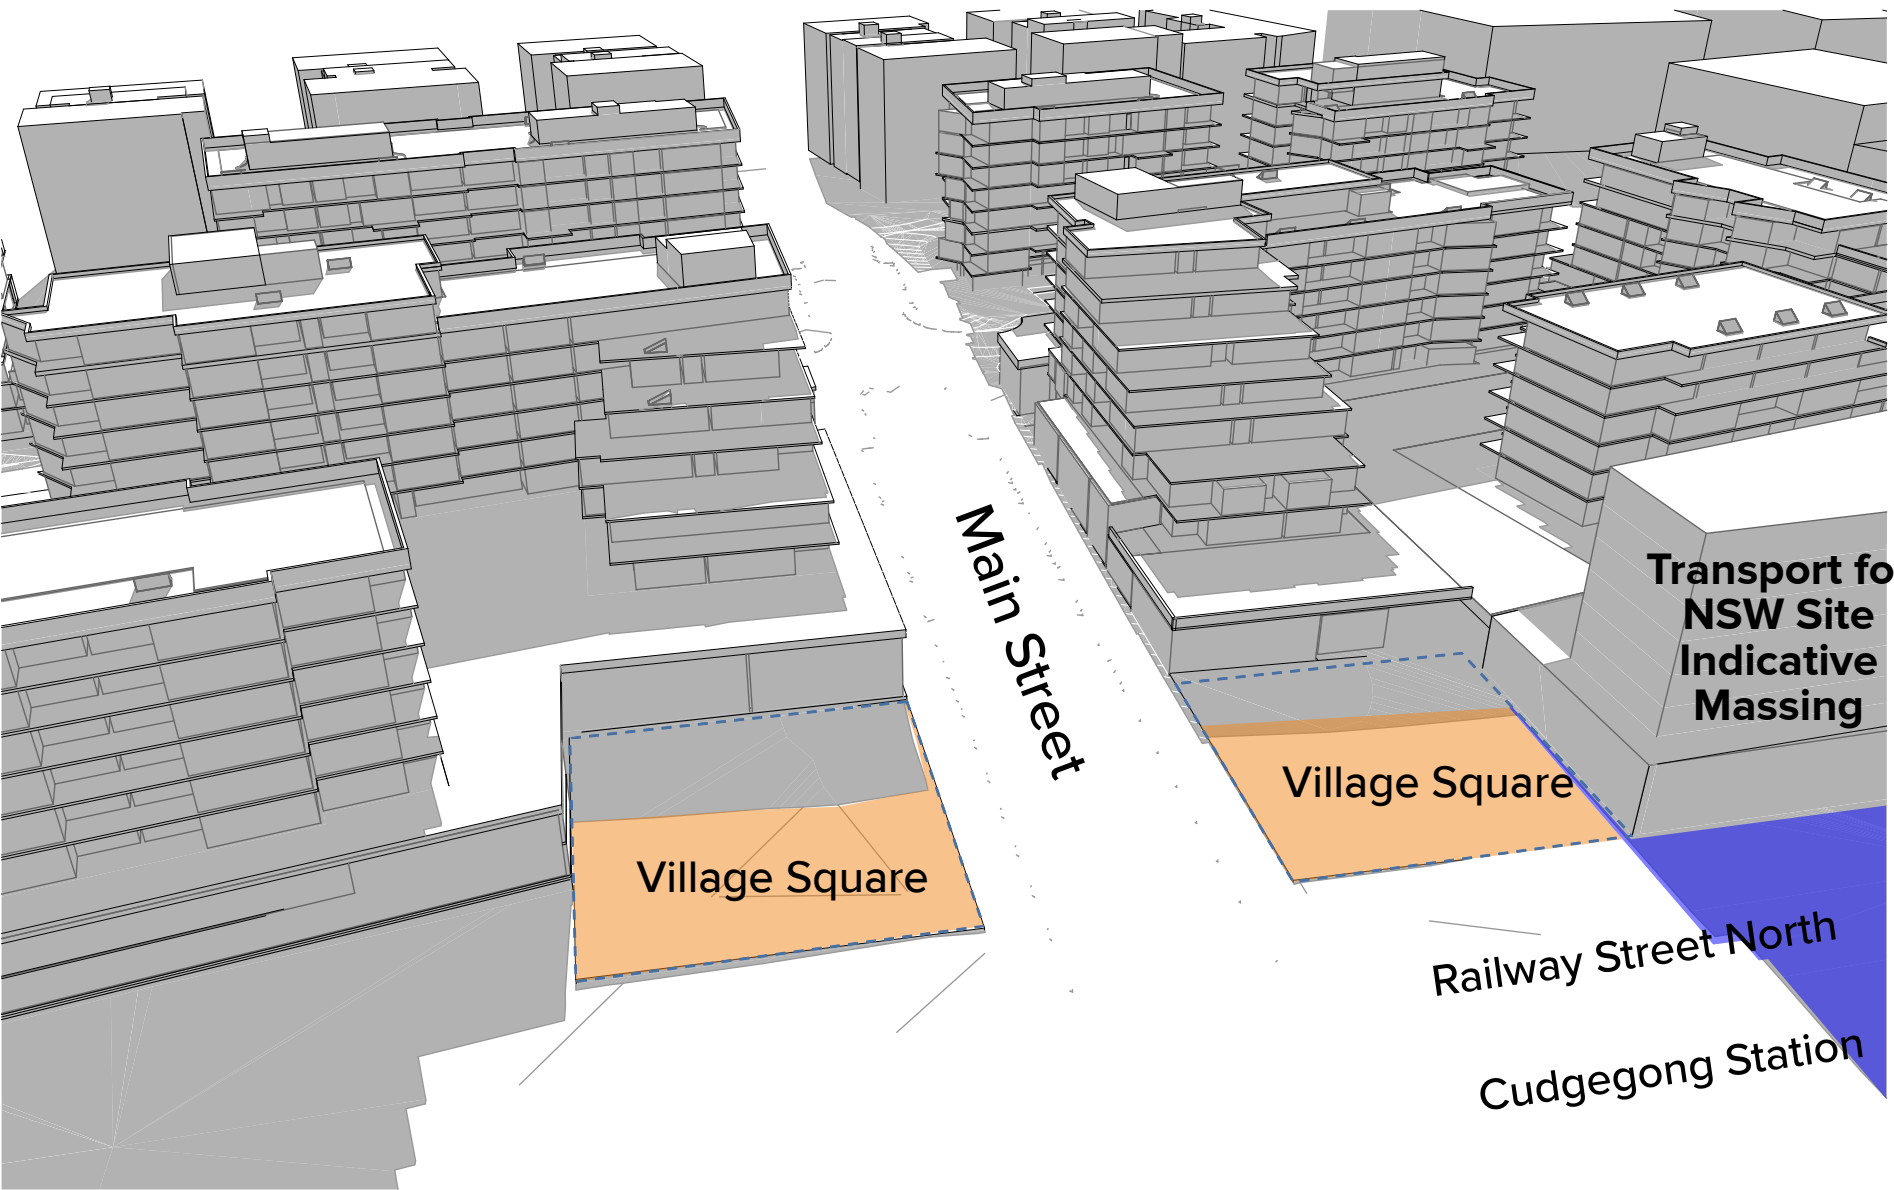 Main Street
Transport fo
NSW Site
Indicative
Massing
Village Square
Village Square
Railway Street North
Cudgegong Station